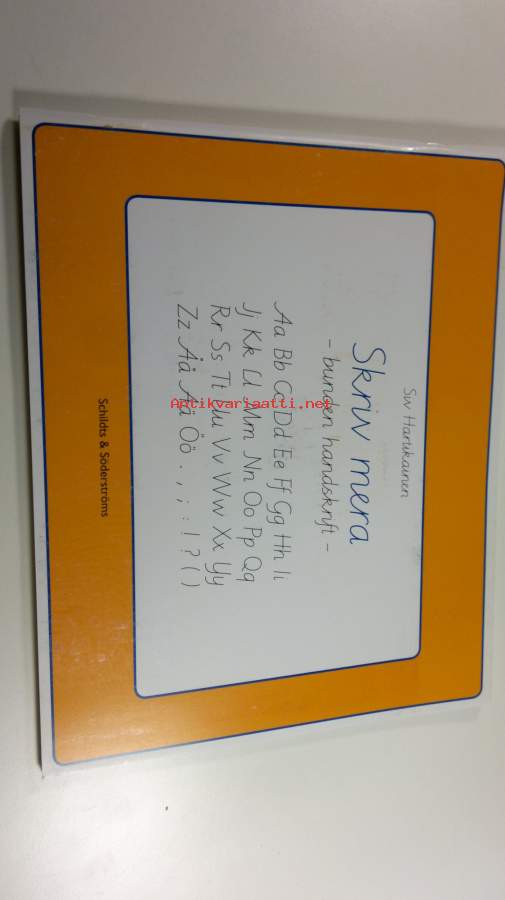 Siv Hartikainen
Skriv mera
- bunden handskrift -
Aa Bb Cc Dd Ee Ff Gg Hh Ii
Jj Kk Ll Mm Nn Oo Pp Qq
Rr Ss Tt Uu Vv Ww Xx Yy
Zz Åå Ää Öö . , ; : ! ? ( )
Schildts & Söderströms
Antikvariaatti.net